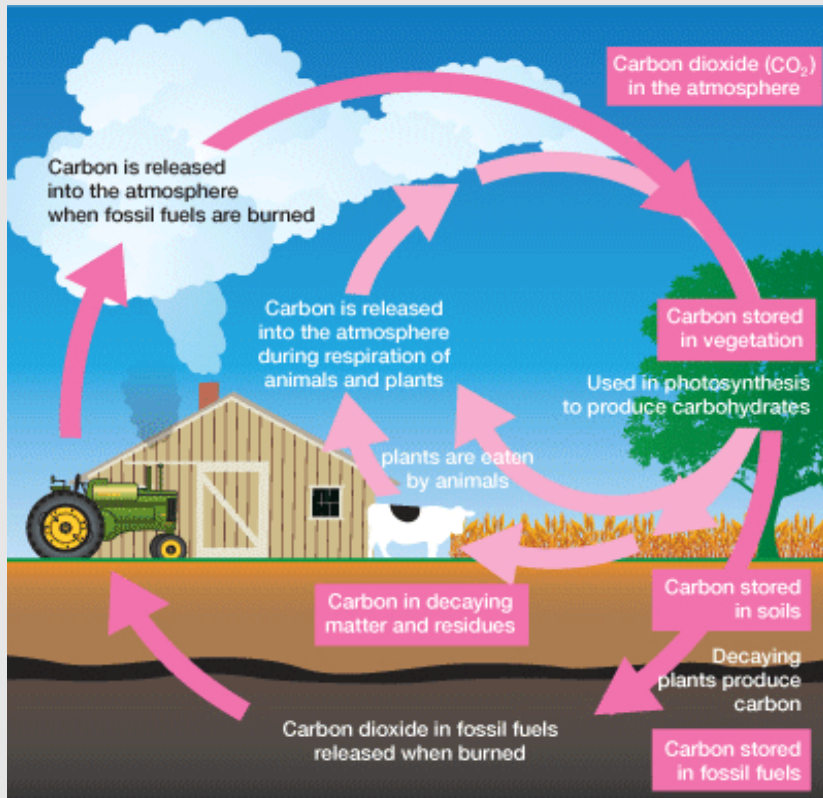 Carbon dioxide (CO₂)
in the atmosphere
Carbon is released
into the atmosphere
when fossil fuels are burned
Carbon is released
into the atmosphere
during respiration of
animals and plants
Carbon stored
in vegetation
Used in photosynthesis
to produce carbohydrates
plants are eaten
by animals
Carbon in decaying
matter and residues
Carbon stored
in soils
Decaying
plants produce
carbon
Carbon dioxide in fossil fuels
released when burned
Carbon stored
in fossil fuels